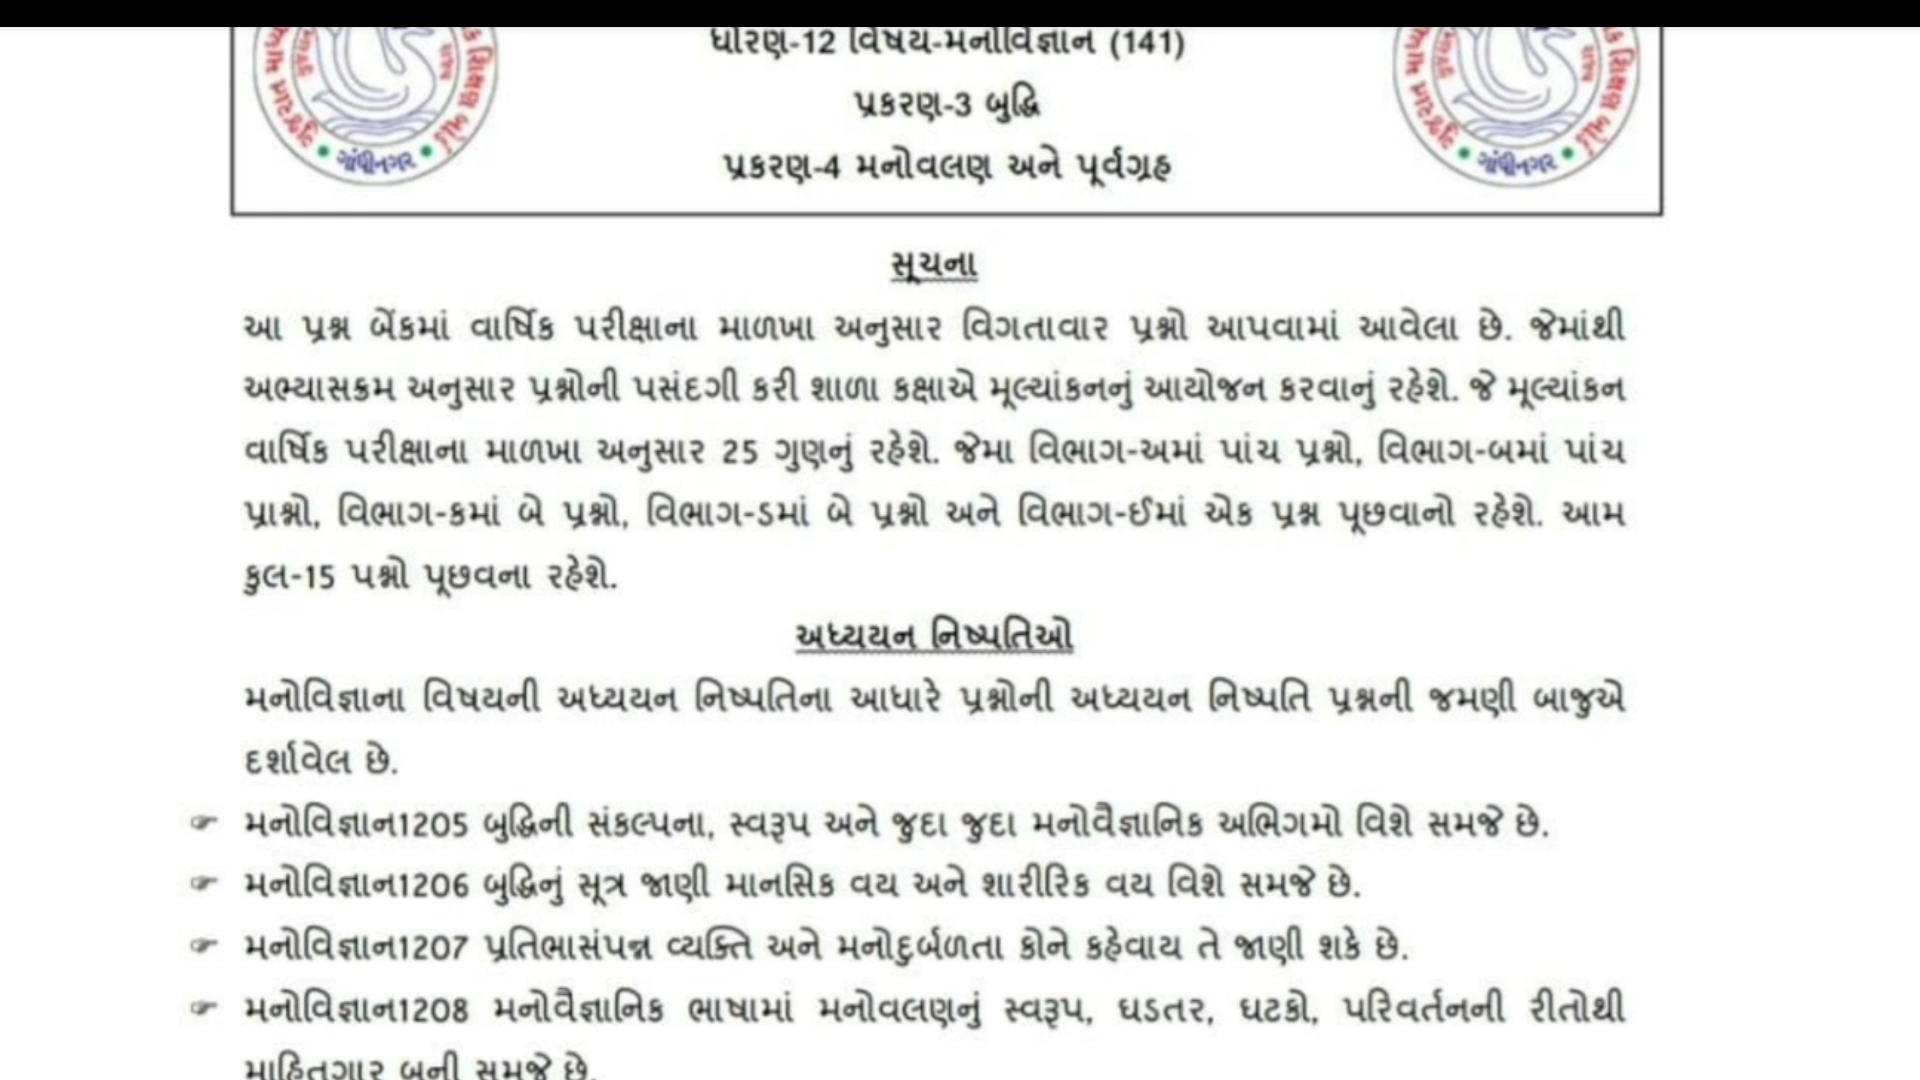 ધોરણ-12 વિષય-મનોવિજ્ઞાન (141)
પ્રકરણ-3 બુદ્ધિ
પ્રકરણ-4 મનોવલણ અને પૂર્વગ્રહ
ગાંધીનગર
ગાંધીનગર
સૂચના
આ પ્રશ્ન બેંકમાં વાર્ષિક પરીક્ષાના માળખા અનુસાર વિગતાવાર પ્રશ્નો આપવામાં આવેલા છે. જેમાંથી
અભ્યાસક્રમ અનુસાર પ્રશ્નોની પસંદગી કરી શાળા કક્ષાએ મૂલ્યાંકનનું આયોજન કરવાનું રહેશે. જે મૂલ્યાંકન
વાર્ષિક પરીક્ષાના માળખા અનુસાર 25 ગુણનું રહેશે. જેમા વિભાગ-અમાં પાંચ પ્રશ્નો, વિભાગ-બમાં પાંચ
પ્રાશ્નો, વિભાગ-કમાં બે પ્રશ્નો, વિભાગ-ડમાં બે પ્રશ્નો અને વિભાગ-ઈમાં એક પ્રશ્ન પૂછવાનો રહેશે. આમ
કુલ-15 પશ્નો પૂછવના રહેશે.
અધ્યયન નિષ્પતિઓ
મનોવિજ્ઞાના વિષયની અધ્યયન નિષ્પતિના આધારે પ્રશ્નોની અધ્યયન નિષ્પતિ પ્રશ્નની જમણી બાજુએ
દર્શાવેલ છે.
☞ મનોવિજ્ઞાન1205 બુદ્ધિની સંકલ્પના, સ્વરૂપ અને જુદા જુદા મનોવૈજ્ઞાનિક અભિગમો વિશે સમજે છે.
☞ મનોવિજ્ઞાન1206 બુદ્ધિનું સૂત્ર જાણી માનસિક વય અને શારીરિક વય વિશે સમજે છે.
☞ મનોવિજ્ઞાન1207 પ્રતિભાસંપન્ન વ્યક્તિ અને મનોદુર્બળતા કોને કહેવાય તે જાણી શકે છે.
☞ મનોવિજ્ઞાન1208 મનોવૈજ્ઞાનિક ભાષામાં મનોવલણનું સ્વરૂપ, ઘડતર, ઘટકો, પરિવર્તનની રીતોથી
માહિતગાર બની સમજે છે.